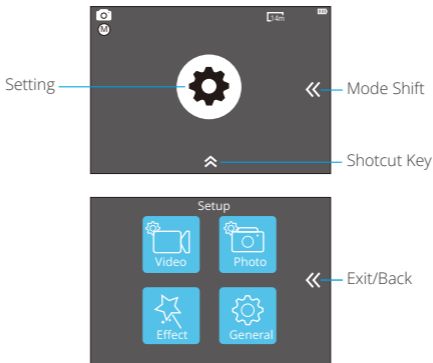 M
14m
Setting
Mode Shift
Shotcut Key
Setup
Video
Photo
Exit/Back
Effect
General